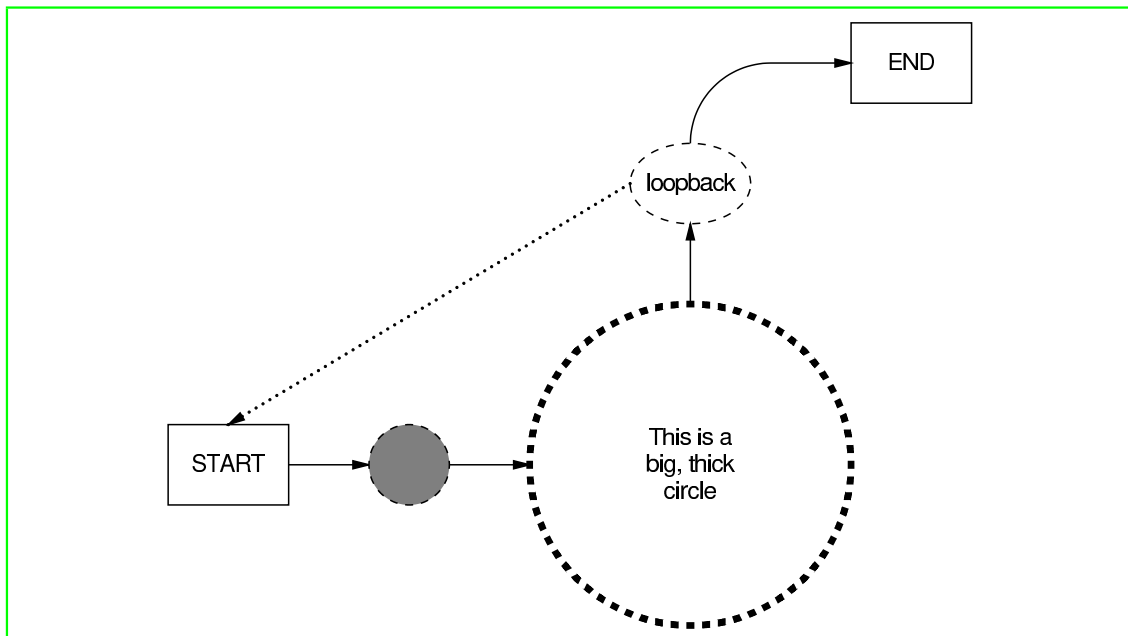 END
loopback
START
This is a
big, thick
circle